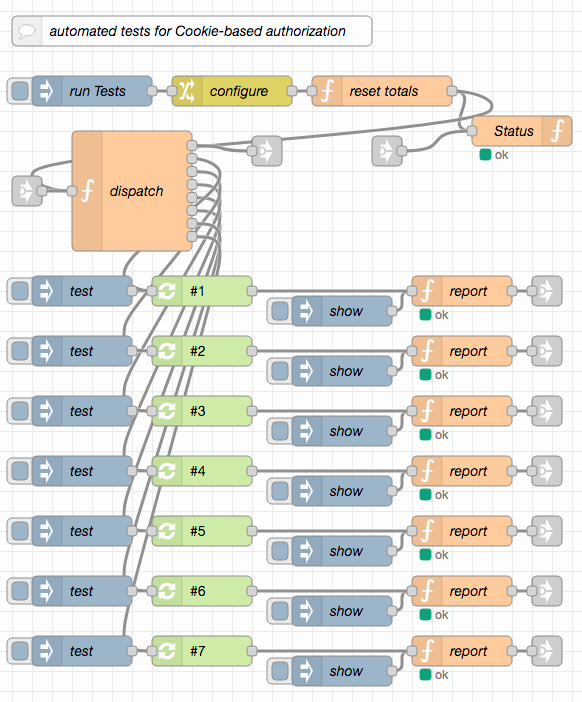 automated tests for Cookie-based authorization
run Tests
configure
reset totals
Status
ok
dispatch
test
#1
report
show
ok
test
#2
report
show
ok
test
#3
report
show
ok
test
#4
report
show
ok
test
#5
report
show
ok
test
#6
report
show
ok
test
#7
report
show
ok